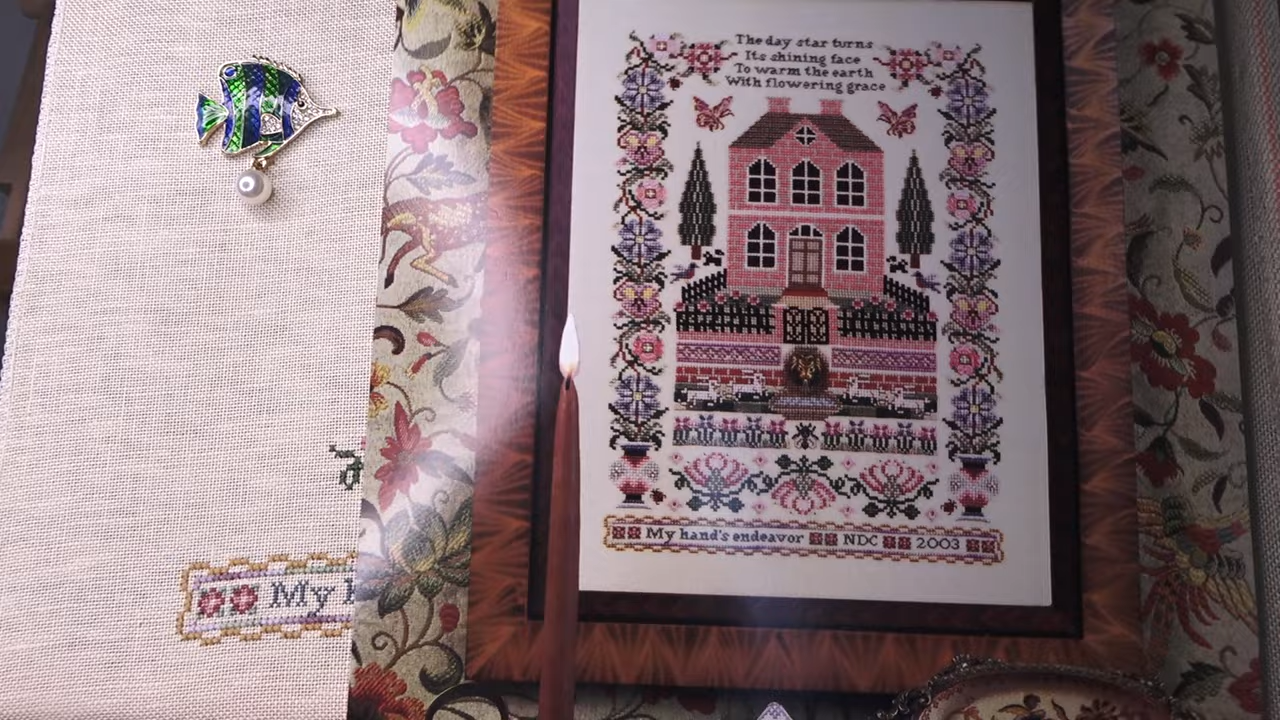 The day star turns
Its shining face
To warm the earth
With flowering grace
My hand's endeavor NDC 2003
My